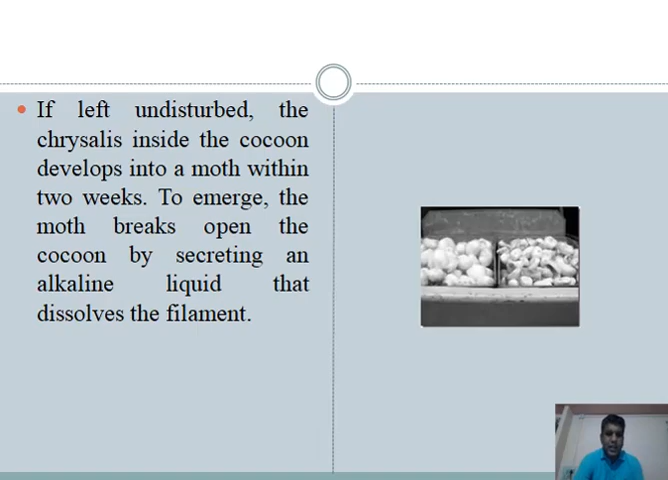 If left undisturbed, the
chrysalis inside the cocoon
develops into a moth within
two weeks. To emerge, the
moth breaks open the
cocoon by secreting an
alkaline liquid that
dissolves the filament.